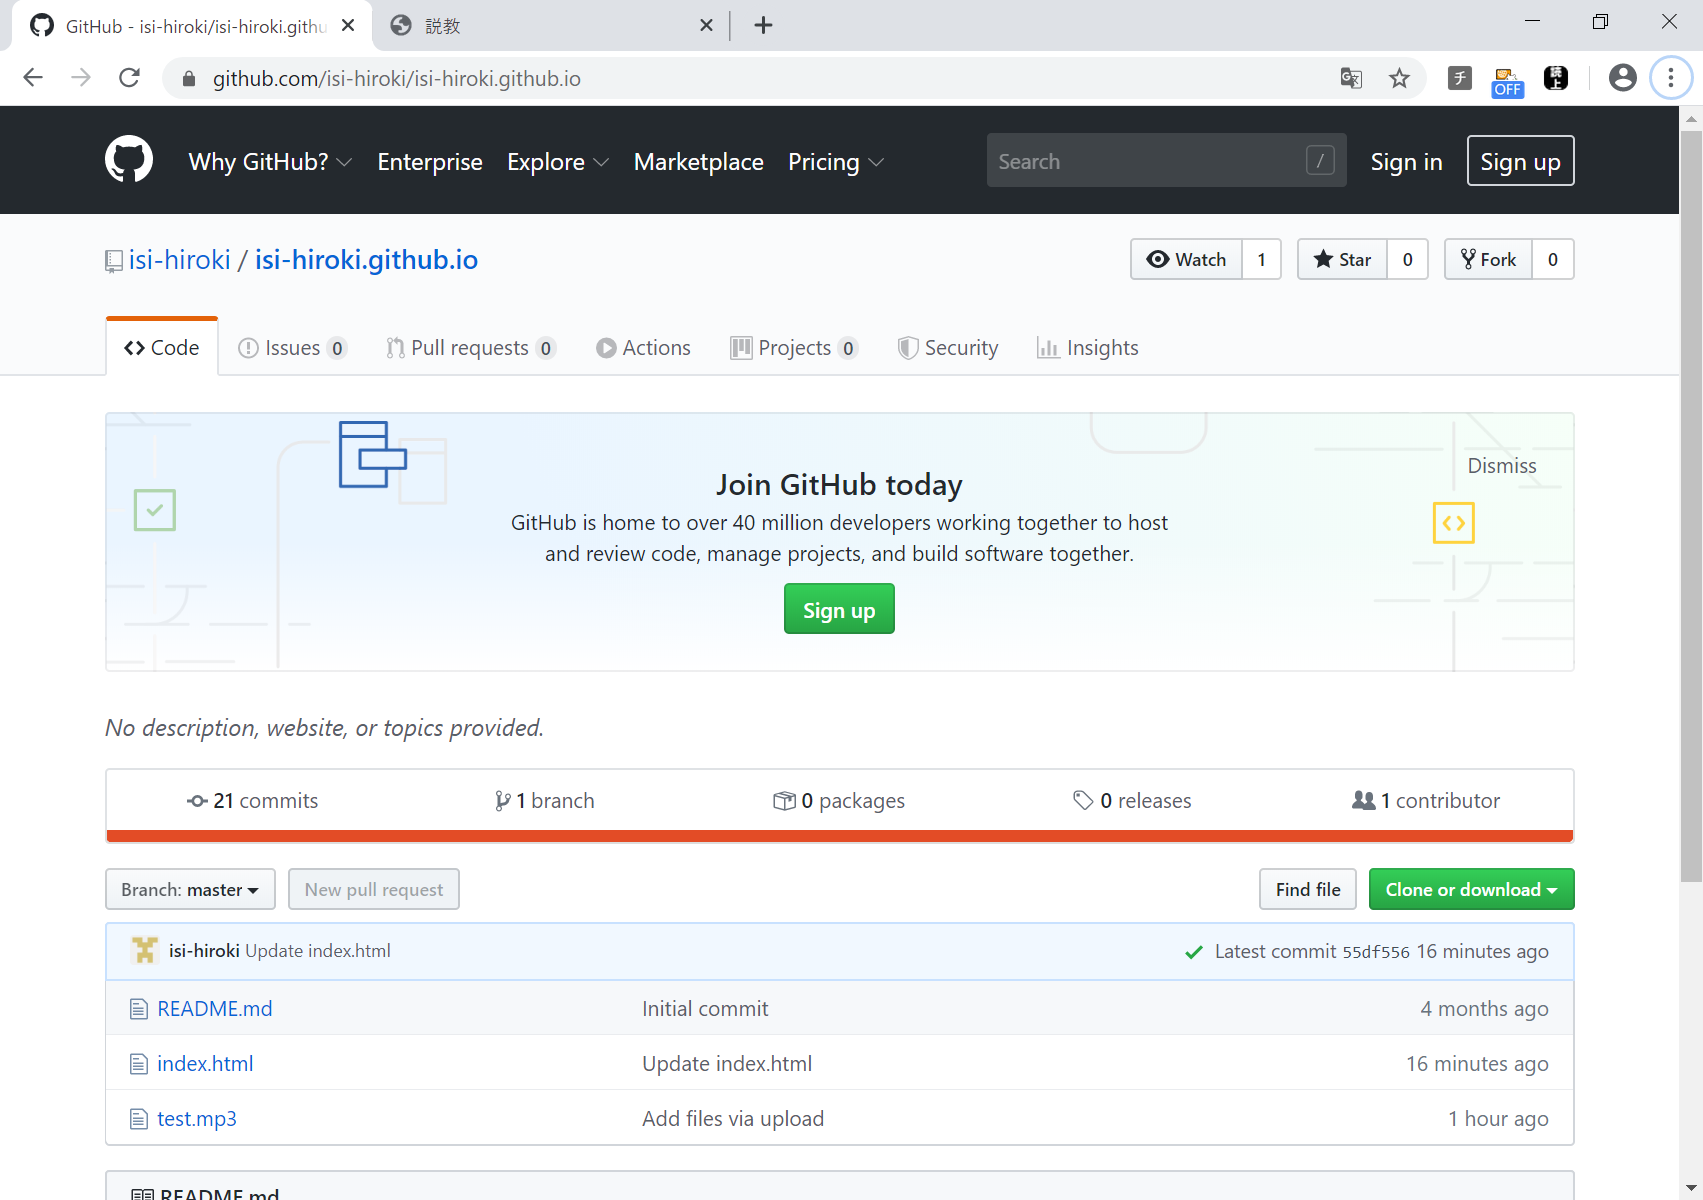 GitHub - isi-hiroki/isi-hiroki.githu
説教
github.com/isi-hiroki/isi-hiroki.github.io
チ
OFF
読上
Why GitHub? Enterprise Explore Marketplace Pricing
Search /
Sign in
Sign up
isi-hiroki / isi-hiroki.github.io
Watch 1
Star 0
Fork 0
Code
Issues 0
Pull requests 0
Actions
Projects 0
Security
Insights
Dismiss
Join GitHub today
GitHub is home to over 40 million developers working together to host
and review code, manage projects, and build software together.
Sign up
No description, website, or topics provided.
21 commits
1 branch
0 packages
0 releases
1 contributor
Branch: master
New pull request
Find file
Clone or download
isi-hiroki Update index.html
Latest commit 55df556 16 minutes ago
README.md Initial commit 4 months ago
index.html Update index.html 16 minutes ago
test.mp3 Add files via upload 1 hour ago
README.md